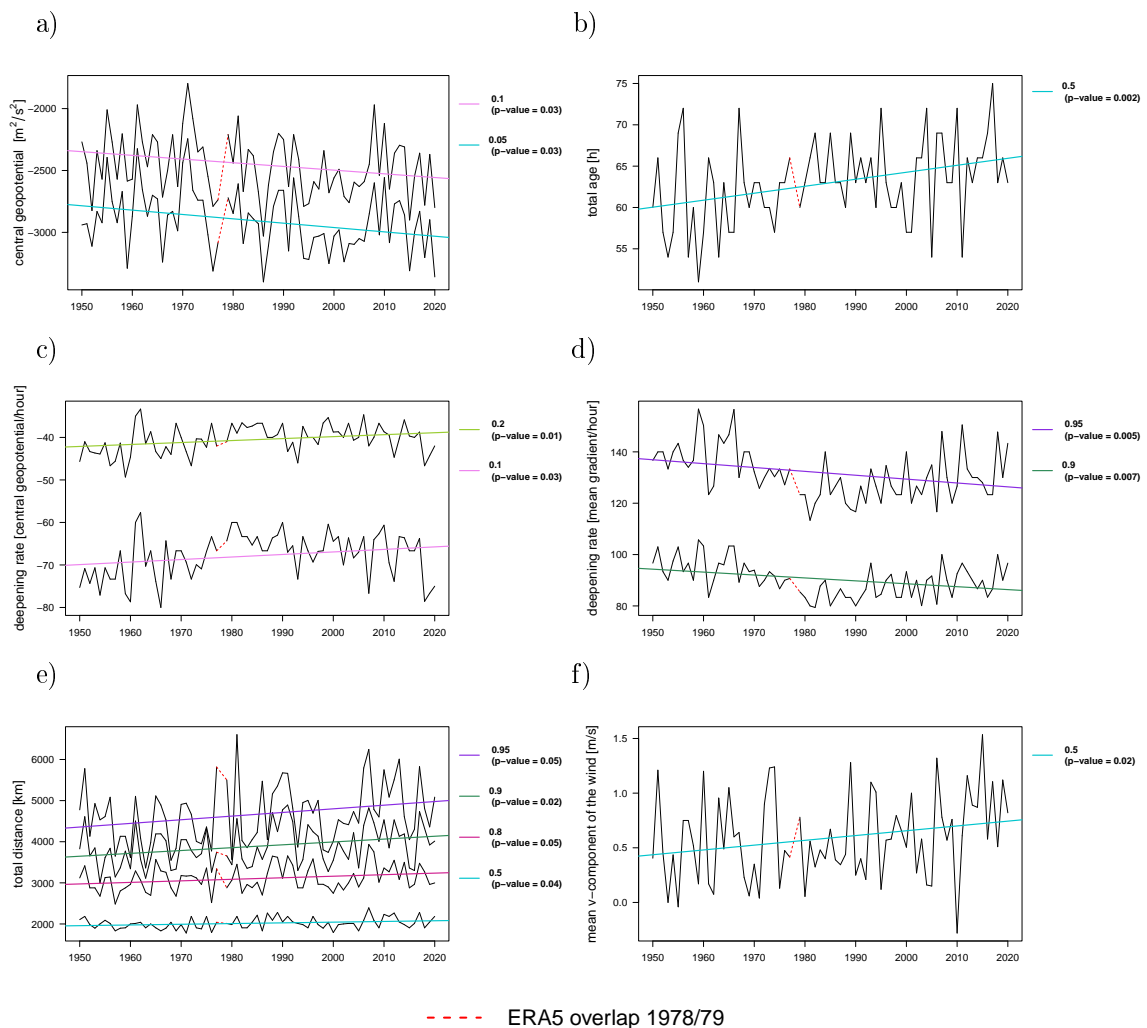 a)
central geopotential [m²/s²]
−2000
−2500
−3000
1950 1960 1970 1980 1990 2000 2010 2020
0.1
(p−value = 0.03)
0.05
(p−value = 0.03)
b)
total age [h]
75
70
65
60
55
1950 1960 1970 1980 1990 2000 2010 2020
0.5
(p−value = 0.002)
c)
deepening rate [central geopotential/hour]
−40
−50
−60
−70
−80
1950 1960 1970 1980 1990 2000 2010 2020
0.2
(p−value = 0.01)
0.1
(p−value = 0.03)
d)
deepening rate [mean gradient/hour]
140
120
100
80
1950 1960 1970 1980 1990 2000 2010 2020
0.95
(p−value = 0.005)
0.9
(p−value = 0.007)
e)
total distance [km]
6000
5000
4000
3000
2000
1950 1960 1970 1980 1990 2000 2010 2020
0.95
(p−value = 0.05)
0.9
(p−value = 0.02)
0.8
(p−value = 0.05)
0.5
(p−value = 0.04)
f)
mean v−component of the wind [m/s]
1.5
1.0
0.5
0.0
1950 1960 1970 1980 1990 2000 2010 2020
0.5
(p−value = 0.02)
ERA5 overlap 1978/79